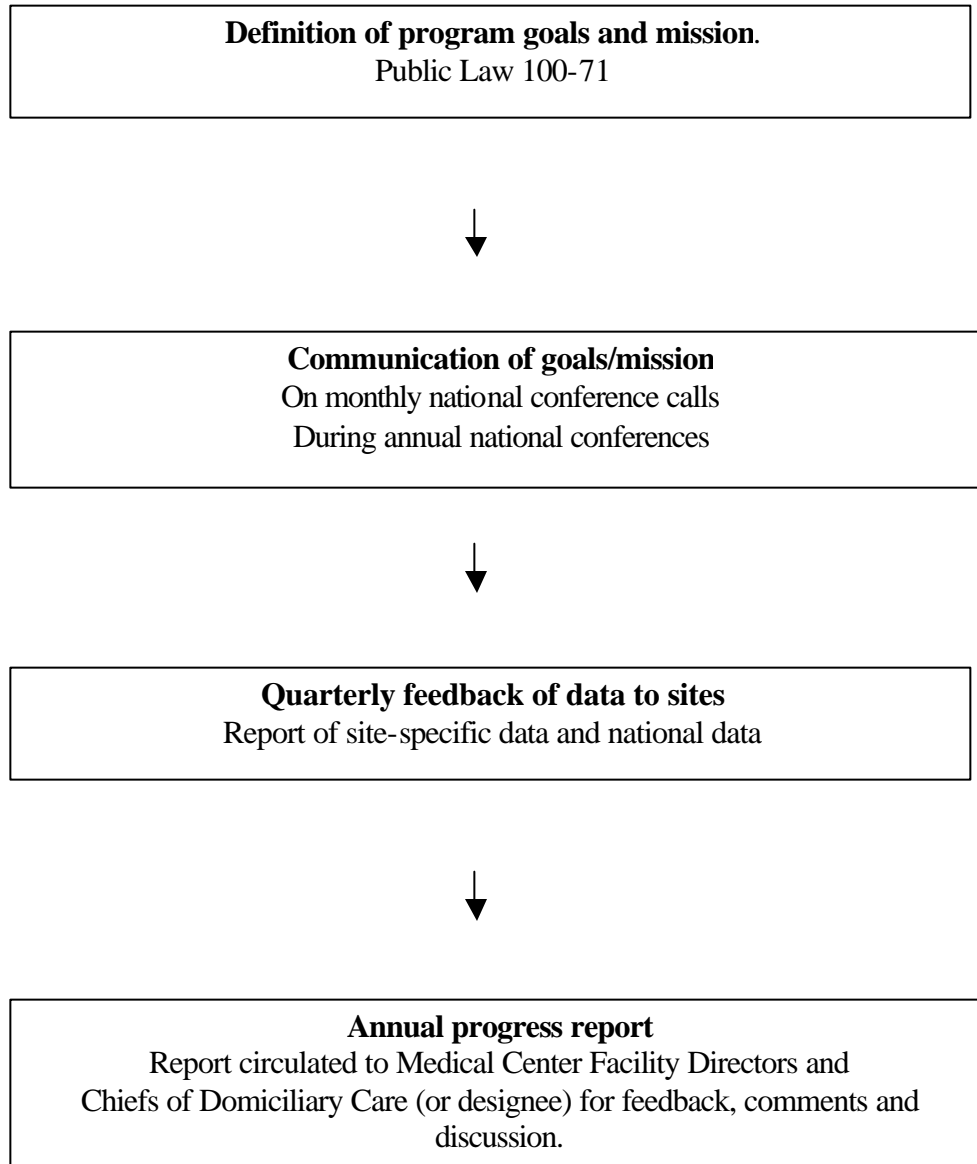 Definition of program goals and mission.
Public Law 100-71
Communication of goals/mission
On monthly national conference calls
During annual national conferences
Quarterly feedback of data to sites
Report of site-specific data and national data
Annual progress report
Report circulated to Medical Center Facility Directors and
Chiefs of Domiciliary Care (or designee) for feedback, comments and
discussion.